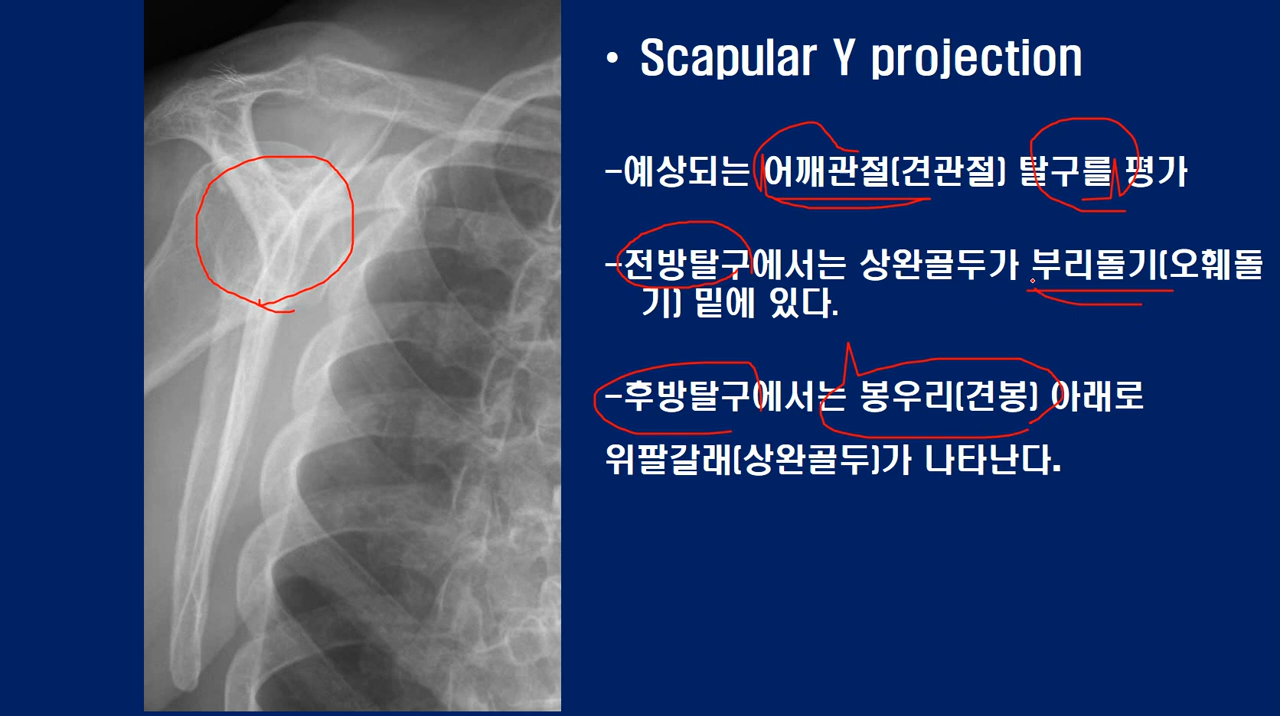 • Scapular Y projection
-예상되는 어깨관절(견관절) 탈구를 평가
-전방탈구에서는 상완골두가 부리돌기(오훼돌
기) 밑에 있다.
-후방탈구에서는 봉우리(견봉) 아래로
위팔갈래(상완골두)가 나타난다.